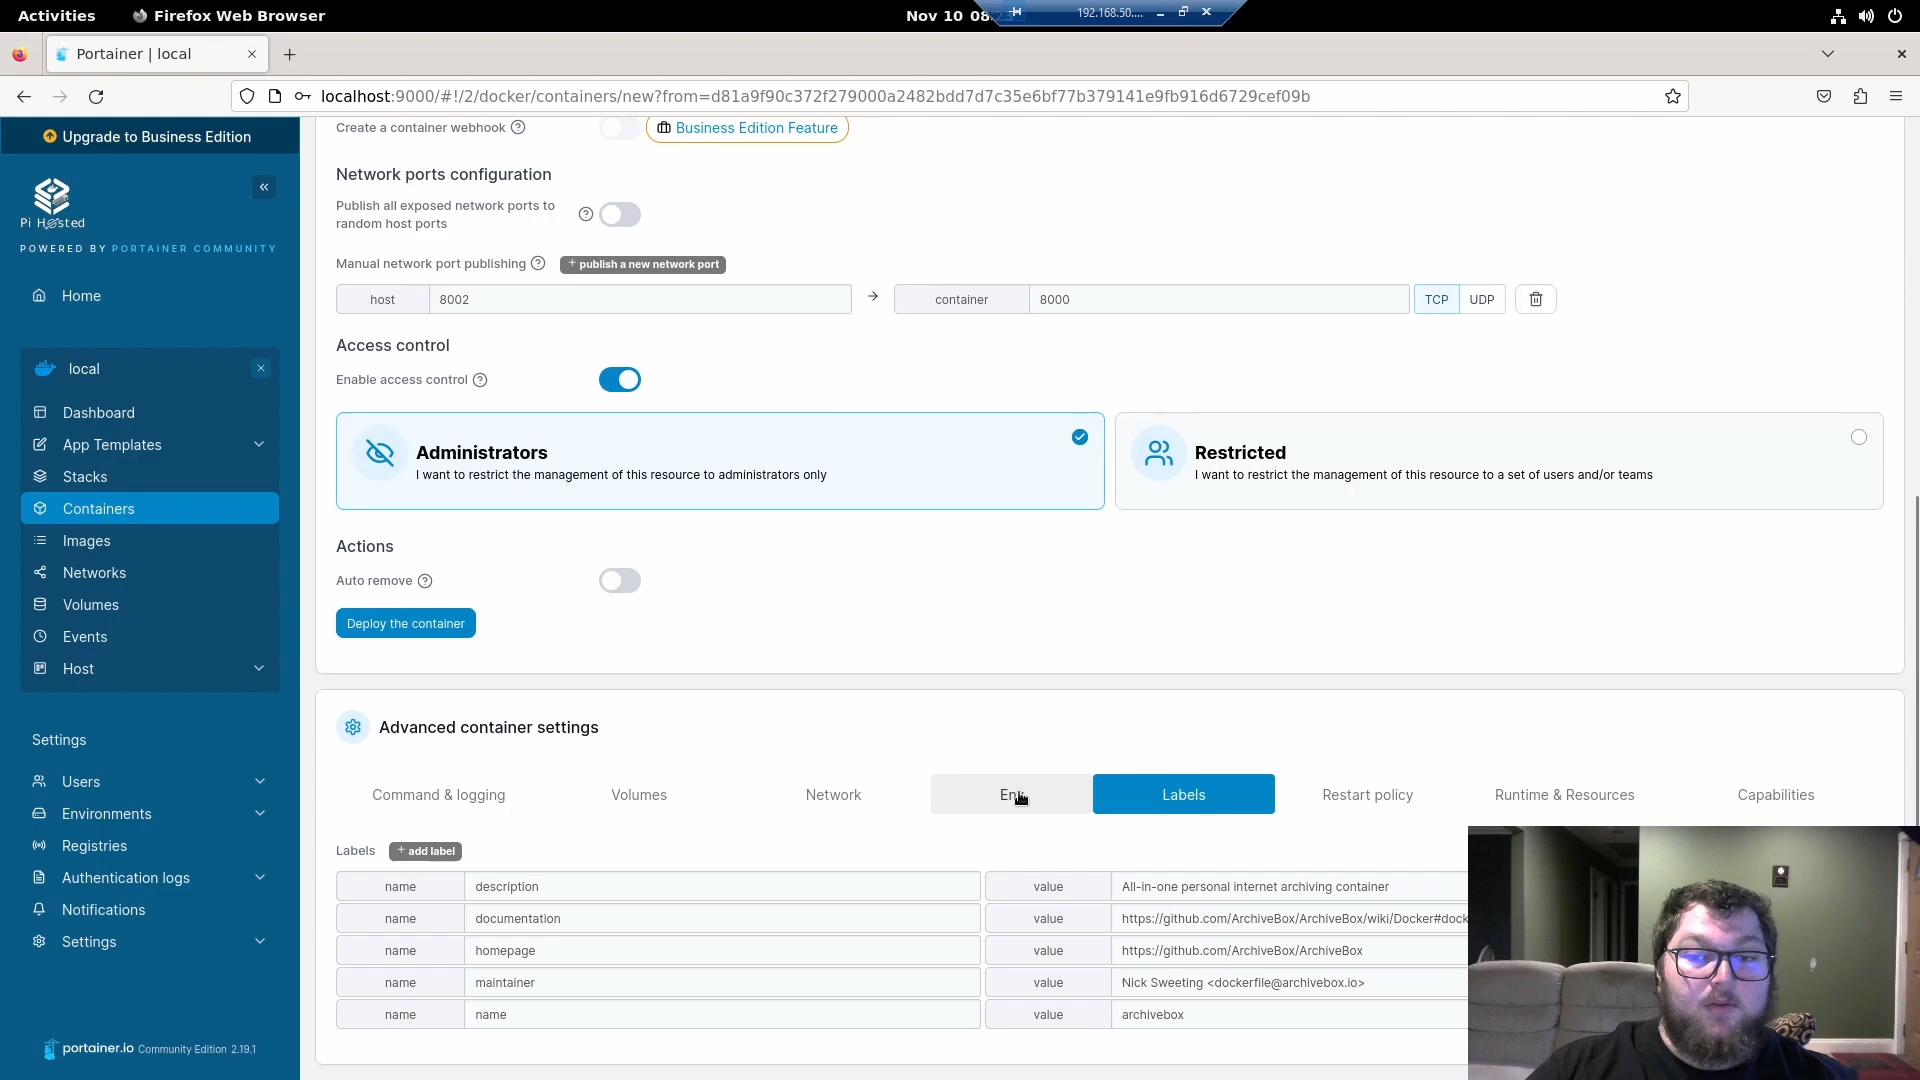 Activities
Firefox Web Browser
Nov 10 08:
192.168.50....
Portainer | local
localhost:9000/#!/2/docker/containers/new?from=d81a9f90c372f279000a2482bdd7d7c35e6bf77b379141e9fb916d6729cef09b
Upgrade to Business Edition
Pi Hosted
POWERED BY PORTAINER COMMUNITY
Home
local
Dashboard
App Templates
Stacks
Containers
Images
Networks
Volumes
Events
Host
Settings
Users
Environments
Registries
Authentication logs
Notifications
Settings
portainer.io Community Edition 2.19.1
Create a container webhook
Business Edition Feature
Network ports configuration
Publish all exposed network ports to
random host ports
Manual network port publishing
+ publish a new network port
host 8002 → container 8000 TCP UDP
Access control
Enable access control
Administrators
I want to restrict the management of this resource to administrators only
Restricted
I want to restrict the management of this resource to a set of users and/or teams
Actions
Auto remove
Deploy the container
Advanced container settings
Command & logging Volumes Network Labels Restart policy Runtime & Resources Capabilities
Labels + add label
name description value All-in-one personal internet archiving container
name documentation value https://github.com/ArchiveBox/ArchiveBox/wiki/Docker#dock
name homepage value https://github.com/ArchiveBox/ArchiveBox
name maintainer value Nick Sweeting <dockerfile@archivebox.io>
name name value archivebox